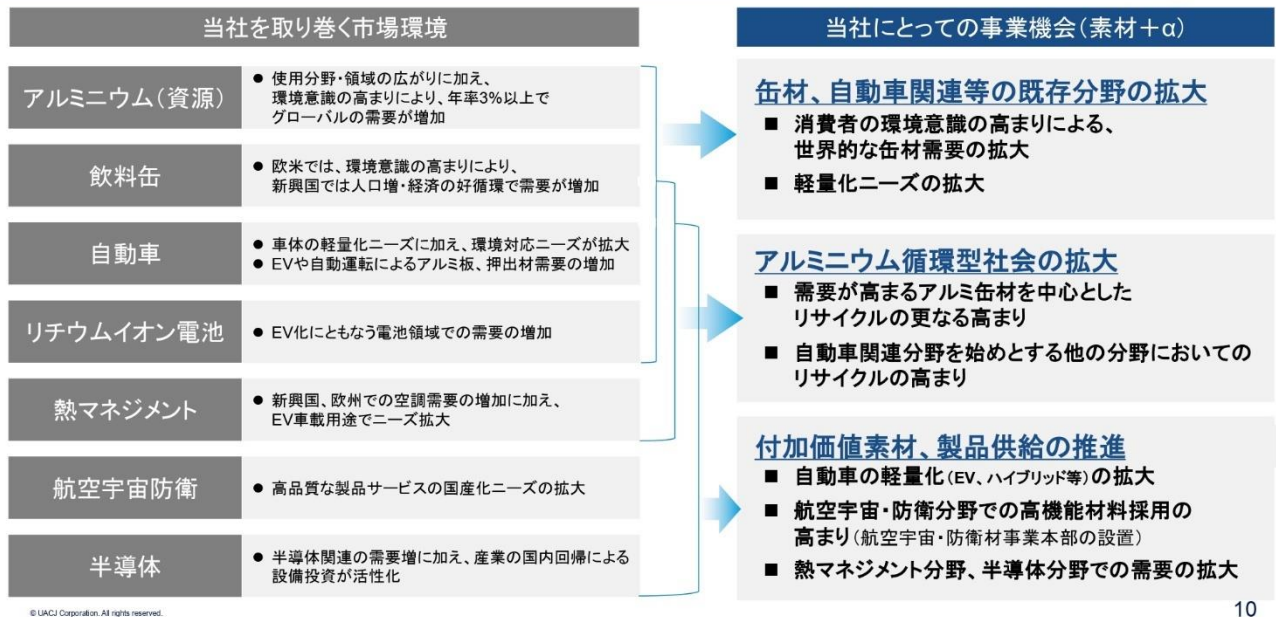 当社を取り巻く市場環境
アルミニウム（資源）
● 使用分野・領域の広がりに加え、
環境意識の高まりにより、年率3%以上で
グローバルの需要が増加
飲料缶
● 欧米では、環境意識の高まりにより、
新興国では人口増・経済の好循環で需要が増加
自動車
● 車体の軽量化ニーズに加え、環境対応ニーズが拡大
● EVや自動運転によるアルミ板、押出材需要の増加
リチウムイオン電池
● EV化にともなう電池領域での需要の増加
熱マネジメント
● 新興国、欧州での空調需要の増加に加え、
EV車載用途でニーズ拡大
航空宇宙防衛
● 高品質な製品サービスの国産化ニーズの拡大
半導体
● 半導体関連の需要増に加え、産業の国内回帰による
設備投資が活性化
当社にとっての事業機会（素材＋α）
缶材、自動車関連等の既存分野の拡大
■ 消費者の環境意識の高まりによる、
世界的な缶材需要の拡大
■ 軽量化ニーズの拡大
アルミニウム循環型社会の拡大
■ 需要が高まるアルミ缶材を中心とした
リサイクルの更なる高まり
■ 自動車関連分野を始めとする他の分野においての
リサイクルの高まり
付加価値素材、製品供給の推進
■ 自動車の軽量化（EV、ハイブリッド等）の拡大
■ 航空宇宙・防衛分野での高機能材料採用の
高まり（航空宇宙・防衛材事業本部の設置）
■ 熱マネジメント分野、半導体分野での需要の拡大
© UACJ Corporation. All rights reserved.
10